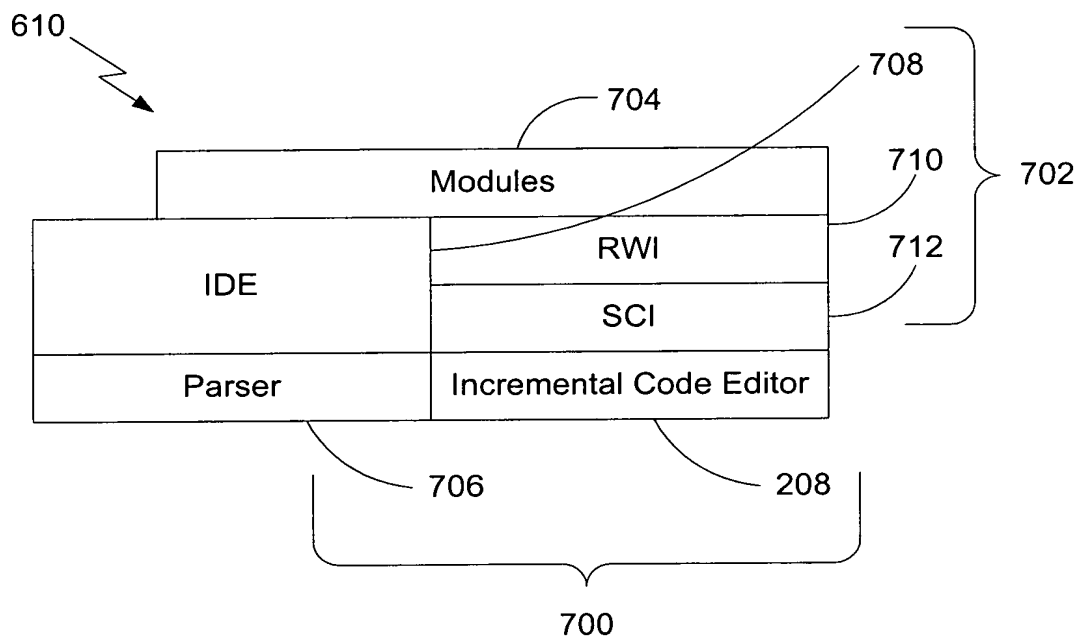 610
708
704
Modules
710
702
RWI
712
IDE
SCI
Parser
Incremental Code Editor
706
208
700